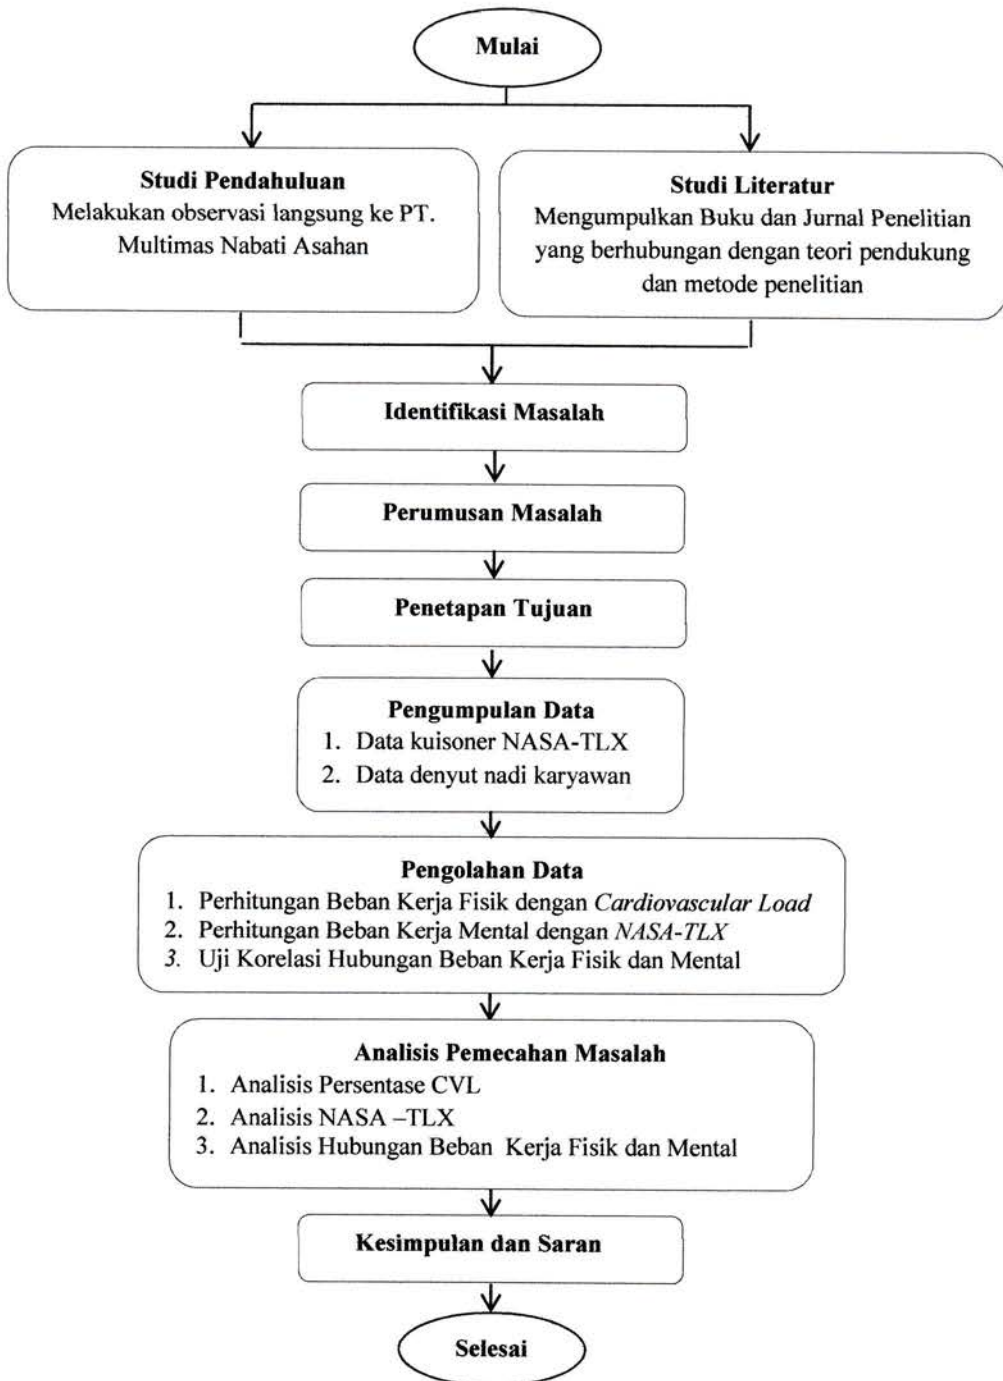 Mulai
Studi Pendahuluan
Melakukan observasi langsung ke PT.
Multimas Nabati Asahan
Studi Literatur
Mengumpulkan Buku dan Jurnal Penelitian
yang berhubungan dengan teori pendukung
dan metode penelitian
Identifikasi Masalah
Perumusan Masalah
Penetapan Tujuan
Pengumpulan Data
1. Data kuisoner NASA-TLX
2. Data denyut nadi karyawan
Pengolahan Data
1. Perhitungan Beban Kerja Fisik dengan Cardiovascular Load
2. Perhitungan Beban Kerja Mental dengan NASA-TLX
3. Uji Korelasi Hubungan Beban Kerja Fisik dan Mental
Analisis Pemecahan Masalah
1. Analisis Persentase CVL
2. Analisis NASA –TLX
3. Analisis Hubungan Beban Kerja Fisik dan Mental
Kesimpulan dan Saran
Selesai